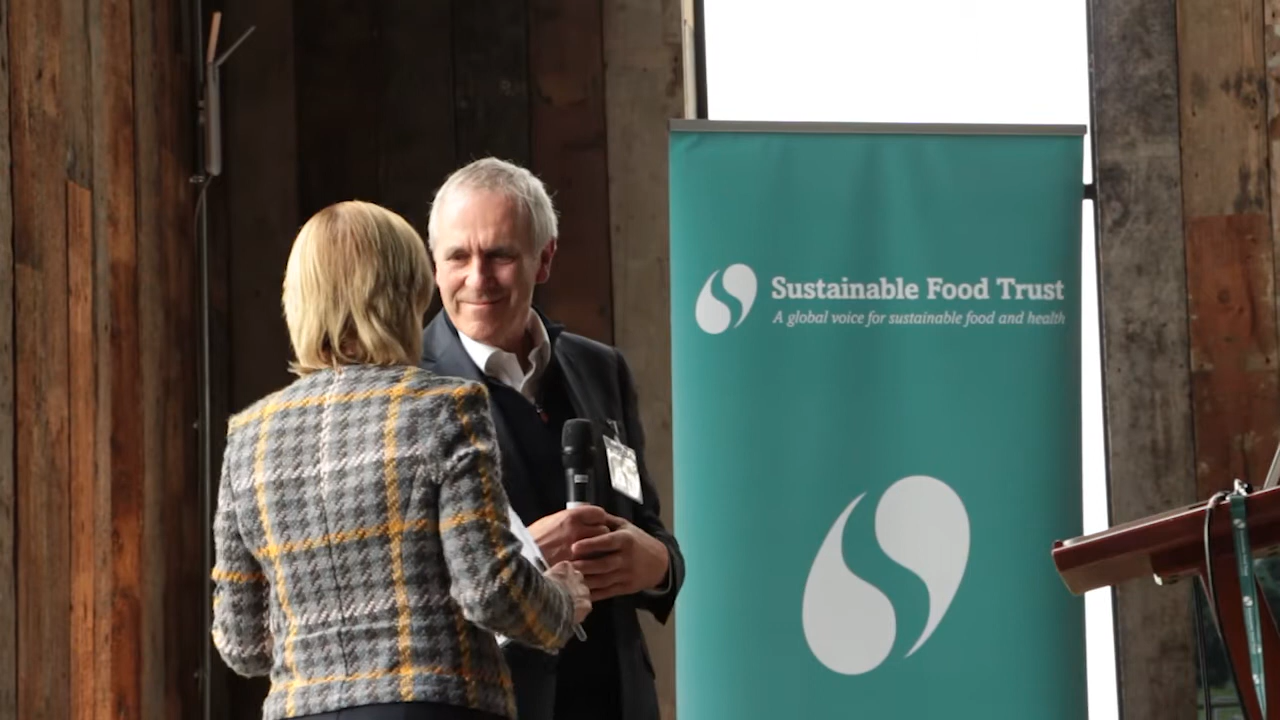 Sustainable Food Trust
A global voice for sustainable food and health